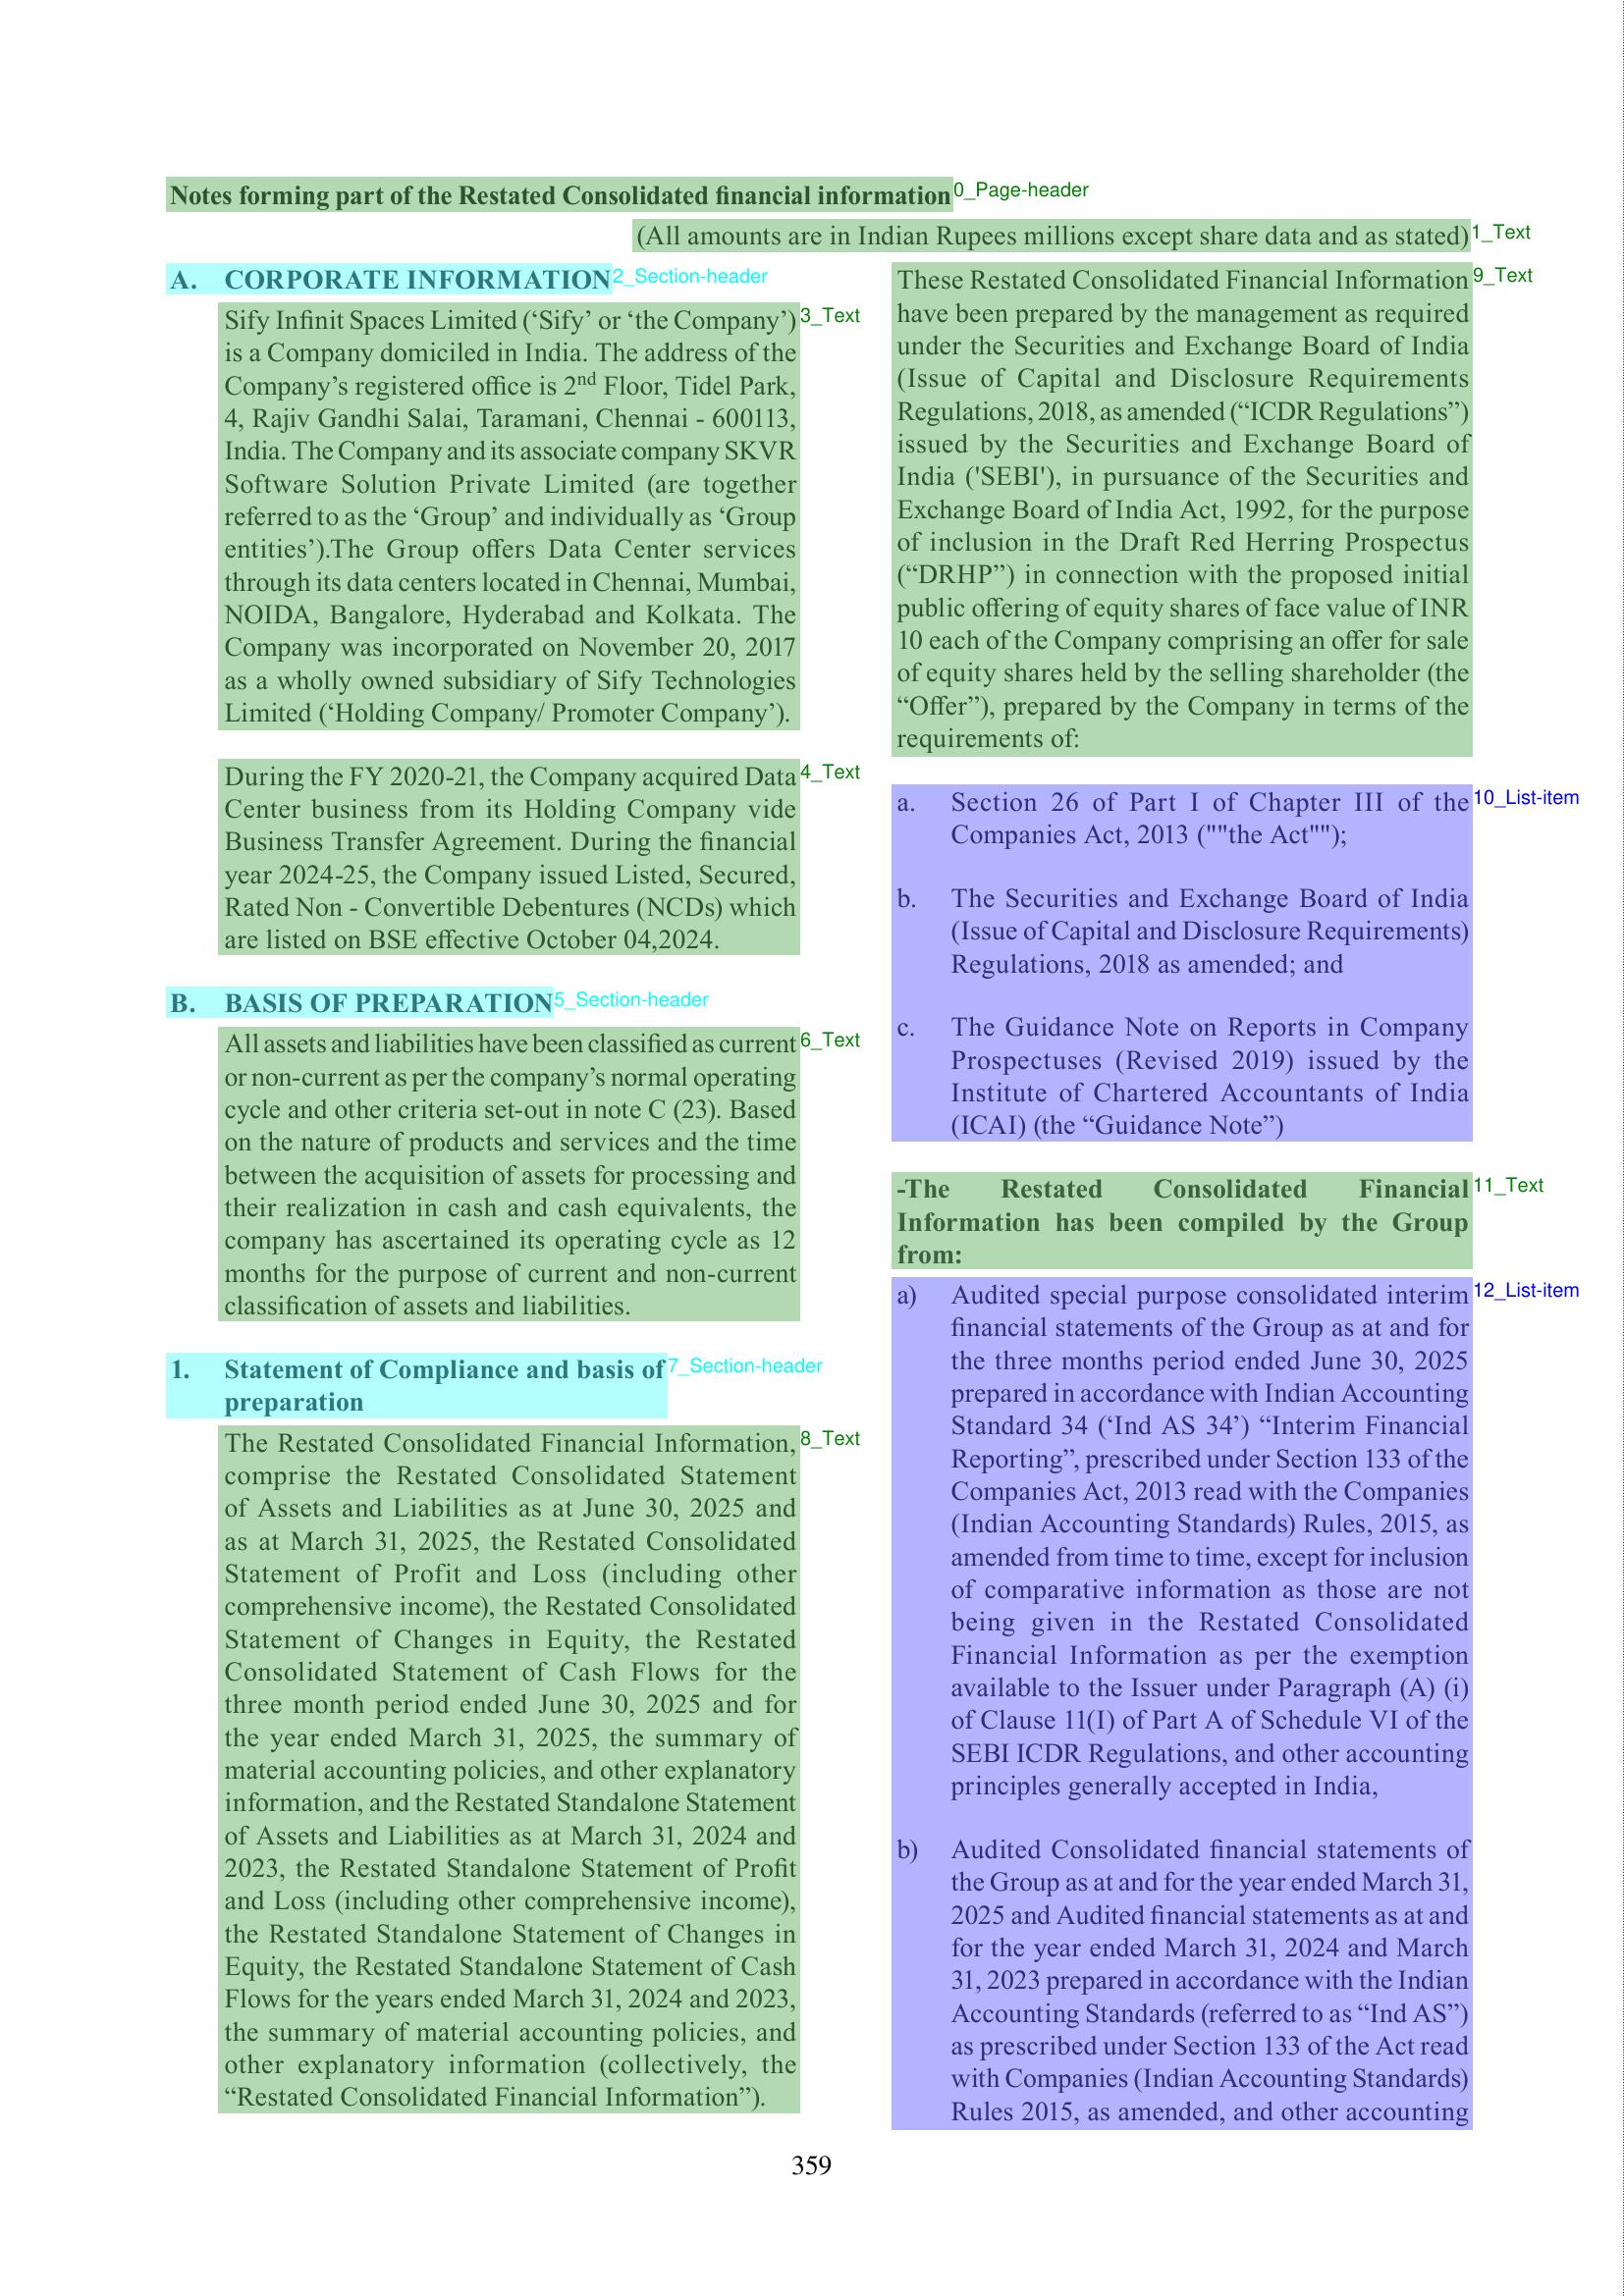 Notes forming part of the Restated Consolidated financial information
0_Page-header
(All amounts are in Indian Rupees millions except share data and as stated)
1_Text
A. CORPORATE INFORMATION
2_Section-header
Sify Infinit Spaces Limited (‘Sify’ or ‘the Company’)
3_Text
is a Company domiciled in India. The address of the
Company’s registered office is 2nd Floor, Tidel Park,
4, Rajiv Gandhi Salai, Taramani, Chennai - 600113,
India. The Company and its associate company SKVR
Software Solution Private Limited (are together
referred to as the ‘Group’ and individually as ‘Group
entities’).The Group offers Data Center services
through its data centers located in Chennai, Mumbai,
NOIDA, Bangalore, Hyderabad and Kolkata. The
Company was incorporated on November 20, 2017
as a wholly owned subsidiary of Sify Technologies
Limited (‘Holding Company/ Promoter Company’).
During the FY 2020-21, the Company acquired Data
4_Text
Center business from its Holding Company vide
Business Transfer Agreement. During the financial
year 2024-25, the Company issued Listed, Secured,
Rated Non - Convertible Debentures (NCDs) which
are listed on BSE effective October 04,2024.
B. BASIS OF PREPARATION
5_Section-header
All assets and liabilities have been classified as current
6_Text
or non-current as per the company’s normal operating
cycle and other criteria set-out in note C (23). Based
on the nature of products and services and the time
between the acquisition of assets for processing and
their realization in cash and cash equivalents, the
company has ascertained its operating cycle as 12
months for the purpose of current and non-current
classification of assets and liabilities.
1. Statement of Compliance and basis of
7_Section-header
preparation
The Restated Consolidated Financial Information,
8_Text
comprise the Restated Consolidated Statement
of Assets and Liabilities as at June 30, 2025 and
as at March 31, 2025, the Restated Consolidated
Statement of Profit and Loss (including other
comprehensive income), the Restated Consolidated
Statement of Changes in Equity, the Restated
Consolidated Statement of Cash Flows for the
three month period ended June 30, 2025 and for
the year ended March 31, 2025, the summary of
material accounting policies, and other explanatory
information, and the Restated Standalone Statement
of Assets and Liabilities as at March 31, 2024 and
2023, the Restated Standalone Statement of Profit
and Loss (including other comprehensive income),
the Restated Standalone Statement of Changes in
Equity, the Restated Standalone Statement of Cash
Flows for the years ended March 31, 2024 and 2023,
the summary of material accounting policies, and
other explanatory information (collectively, the
“Restated Consolidated Financial Information”).
These Restated Consolidated Financial Information
9_Text
have been prepared by the management as required
under the Securities and Exchange Board of India
(Issue of Capital and Disclosure Requirements
Regulations, 2018, as amended (“ICDR Regulations”)
issued by the Securities and Exchange Board of
India ('SEBI'), in pursuance of the Securities and
Exchange Board of India Act, 1992, for the purpose
of inclusion in the Draft Red Herring Prospectus
(“DRHP”) in connection with the proposed initial
public offering of equity shares of face value of INR
10 each of the Company comprising an offer for sale
of equity shares held by the selling shareholder (the
“Offer”), prepared by the Company in terms of the
requirements of:
a. Section 26 of Part I of Chapter III of the
10_List-item
Companies Act, 2013 (""the Act"");
b. The Securities and Exchange Board of India
(Issue of Capital and Disclosure Requirements)
Regulations, 2018 as amended; and
c. The Guidance Note on Reports in Company
Prospectuses (Revised 2019) issued by the
Institute of Chartered Accountants of India
(ICAI) (the “Guidance Note”)
-The Restated Consolidated Financial
11_Text
Information has been compiled by the Group
from:
a) Audited special purpose consolidated interim
12_List-item
financial statements of the Group as at and for
the three months period ended June 30, 2025
prepared in accordance with Indian Accounting
Standard 34 (‘Ind AS 34’) “Interim Financial
Reporting”, prescribed under Section 133 of the
Companies Act, 2013 read with the Companies
(Indian Accounting Standards) Rules, 2015, as
amended from time to time, except for inclusion
of comparative information as those are not
being given in the Restated Consolidated
Financial Information as per the exemption
available to the Issuer under Paragraph (A) (i)
of Clause 11(I) of Part A of Schedule VI of the
SEBI ICDR Regulations, and other accounting
principles generally accepted in India,
b) Audited Consolidated financial statements of
the Group as at and for the year ended March 31,
2025 and Audited financial statements as at and
for the year ended March 31, 2024 and March
31, 2023 prepared in accordance with the Indian
Accounting Standards (referred to as “Ind AS”)
as prescribed under Section 133 of the Act read
with Companies (Indian Accounting Standards)
Rules 2015, as amended, and other accounting
359